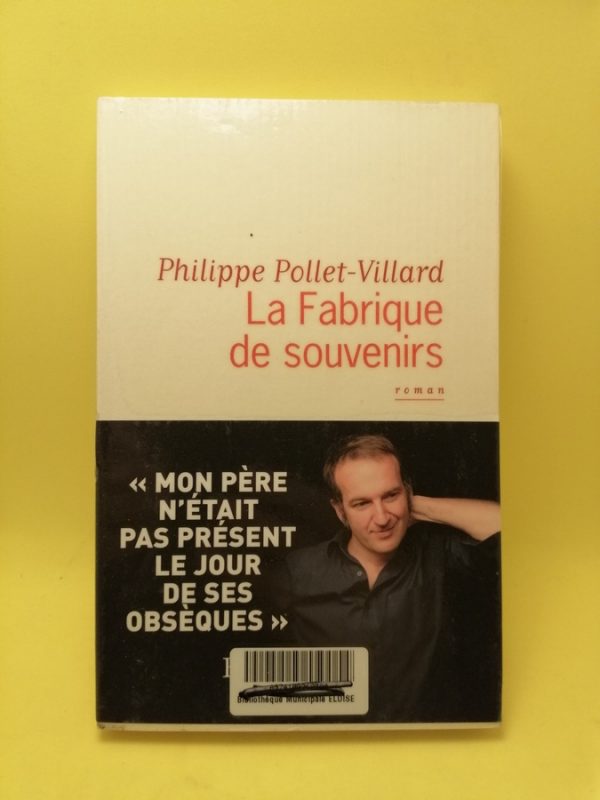 Philippe Pollet-Villard
La Fabrique
de souvenirs
roman
« MON PÈRE
N'ÉTAIT
PAS PRÉSENT
LE JOUR
DE SES
OBSÈQUES »
Bibliothèque Municipale ELOISE